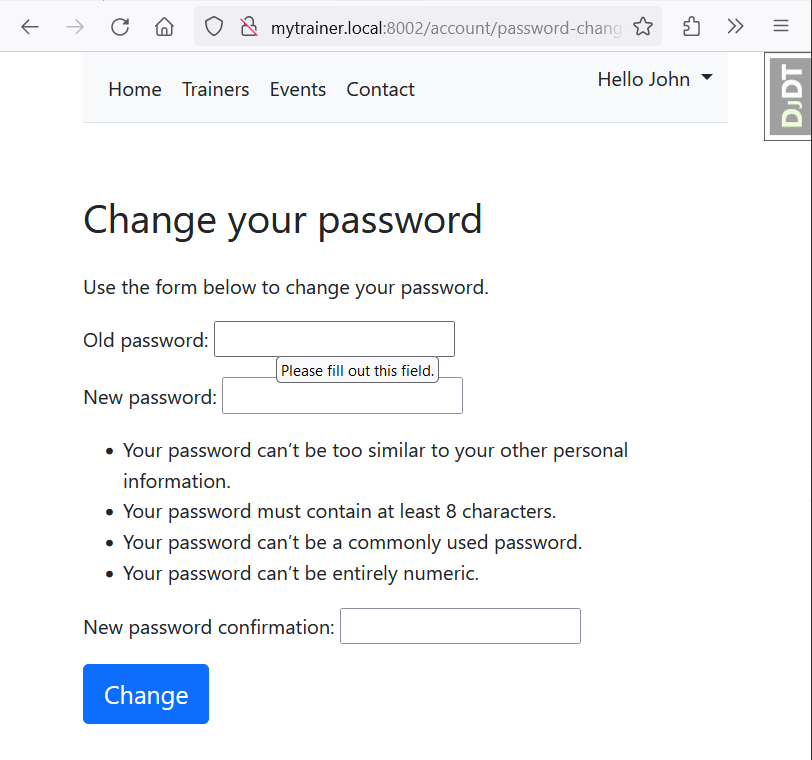 mytrainer.local:8002/account/password-chang
Home Trainers Events Contact Hello John
DjDT
Change your password
Use the form below to change your password.
Old password:
Please fill out this field.
New password:
• Your password can’t be too similar to your other personal
information.
• Your password must contain at least 8 characters.
• Your password can’t be a commonly used password.
• Your password can’t be entirely numeric.
New password confirmation:
Change